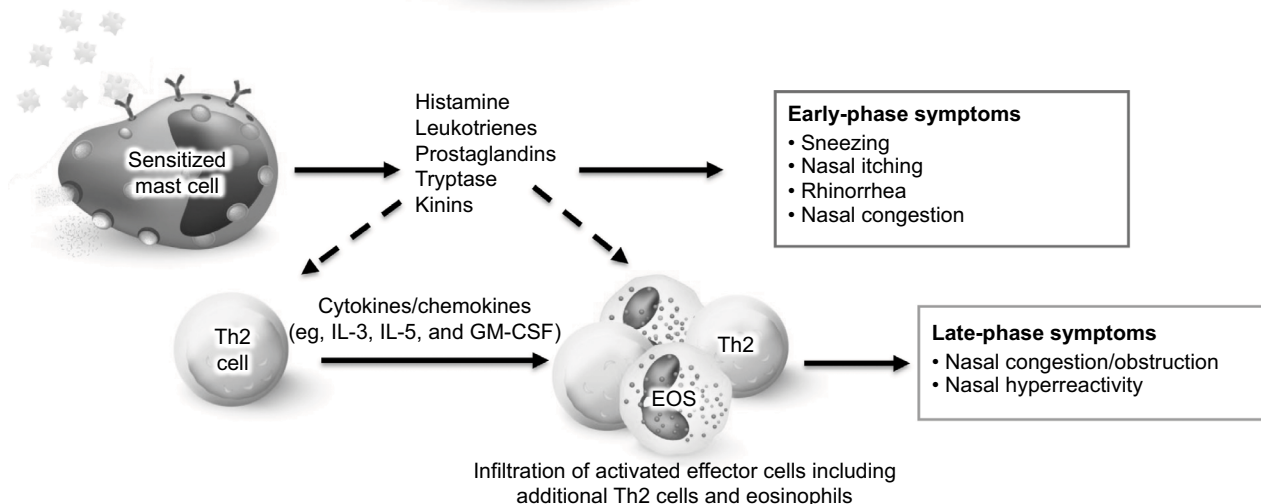 Sensitized
mast cell
Histamine
Leukotrienes
Prostaglandins
Tryptase
Kinins
Early-phase symptoms
• Sneezing
• Nasal itching
• Rhinorrhea
• Nasal congestion
Th2
cell
Cytokines/chemokines
(eg, IL-3, IL-5, and GM-CSF)
Th2
EOS
Late-phase symptoms
• Nasal congestion/obstruction
• Nasal hyperreactivity
Infiltration of activated effector cells including
additional Th2 cells and eosinophils